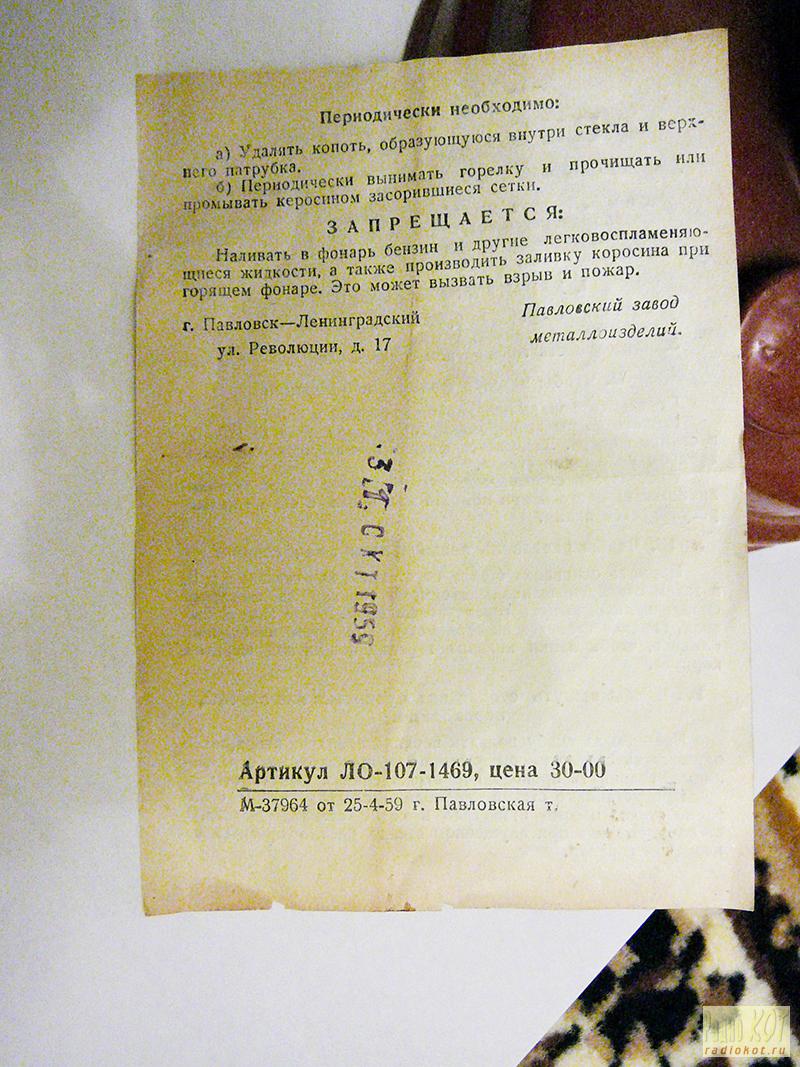 Периодически необходимо:
а) Удалять копоть, образующуюся внутри стекла и верх-
него патрубка.
б) Периодически вынимать горелку и прочищать или
промывать керосином засорившиеся сетки.
ЗАПРЕЩАЕТСЯ:
Наливать в фонарь бензин и другие легковоспламеняю-
щиеся жидкости, а также производить заливку коросина при
горящем фонаре. Это может вызвать взрыв и пожар.
г. Павловск—Ленинградский
ул. Революции, д. 17
Павловский завод
металлоизделий.
ОКТ 1959
Артикул ЛО-107-1469, цена 30-00
М-37964 от 25-4-59 г. Павловская т.
РадиоКОТ
radiokot.ru